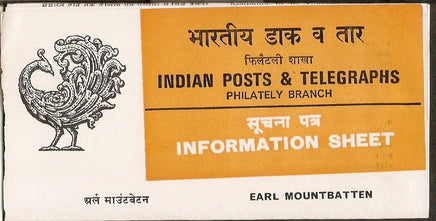 भारतीय डाक व तार
फिलैटली शाखा
INDIAN POSTS & TELEGRAPHS
PHILATELY BRANCH
सूचना पत्र
INFORMATION SHEET
अर्ल माउंटबेटन
EARL MOUNTBATTEN